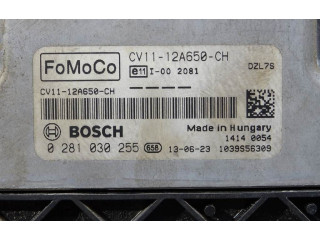 FoMoCo
CV11-12A650-CH
e11 I-00 2081
DZL7S
CV11-12A650-CH
BOSCH
Made in Hungary
1414 0054
0 281 030 255 658 13-06-23 1039S56309